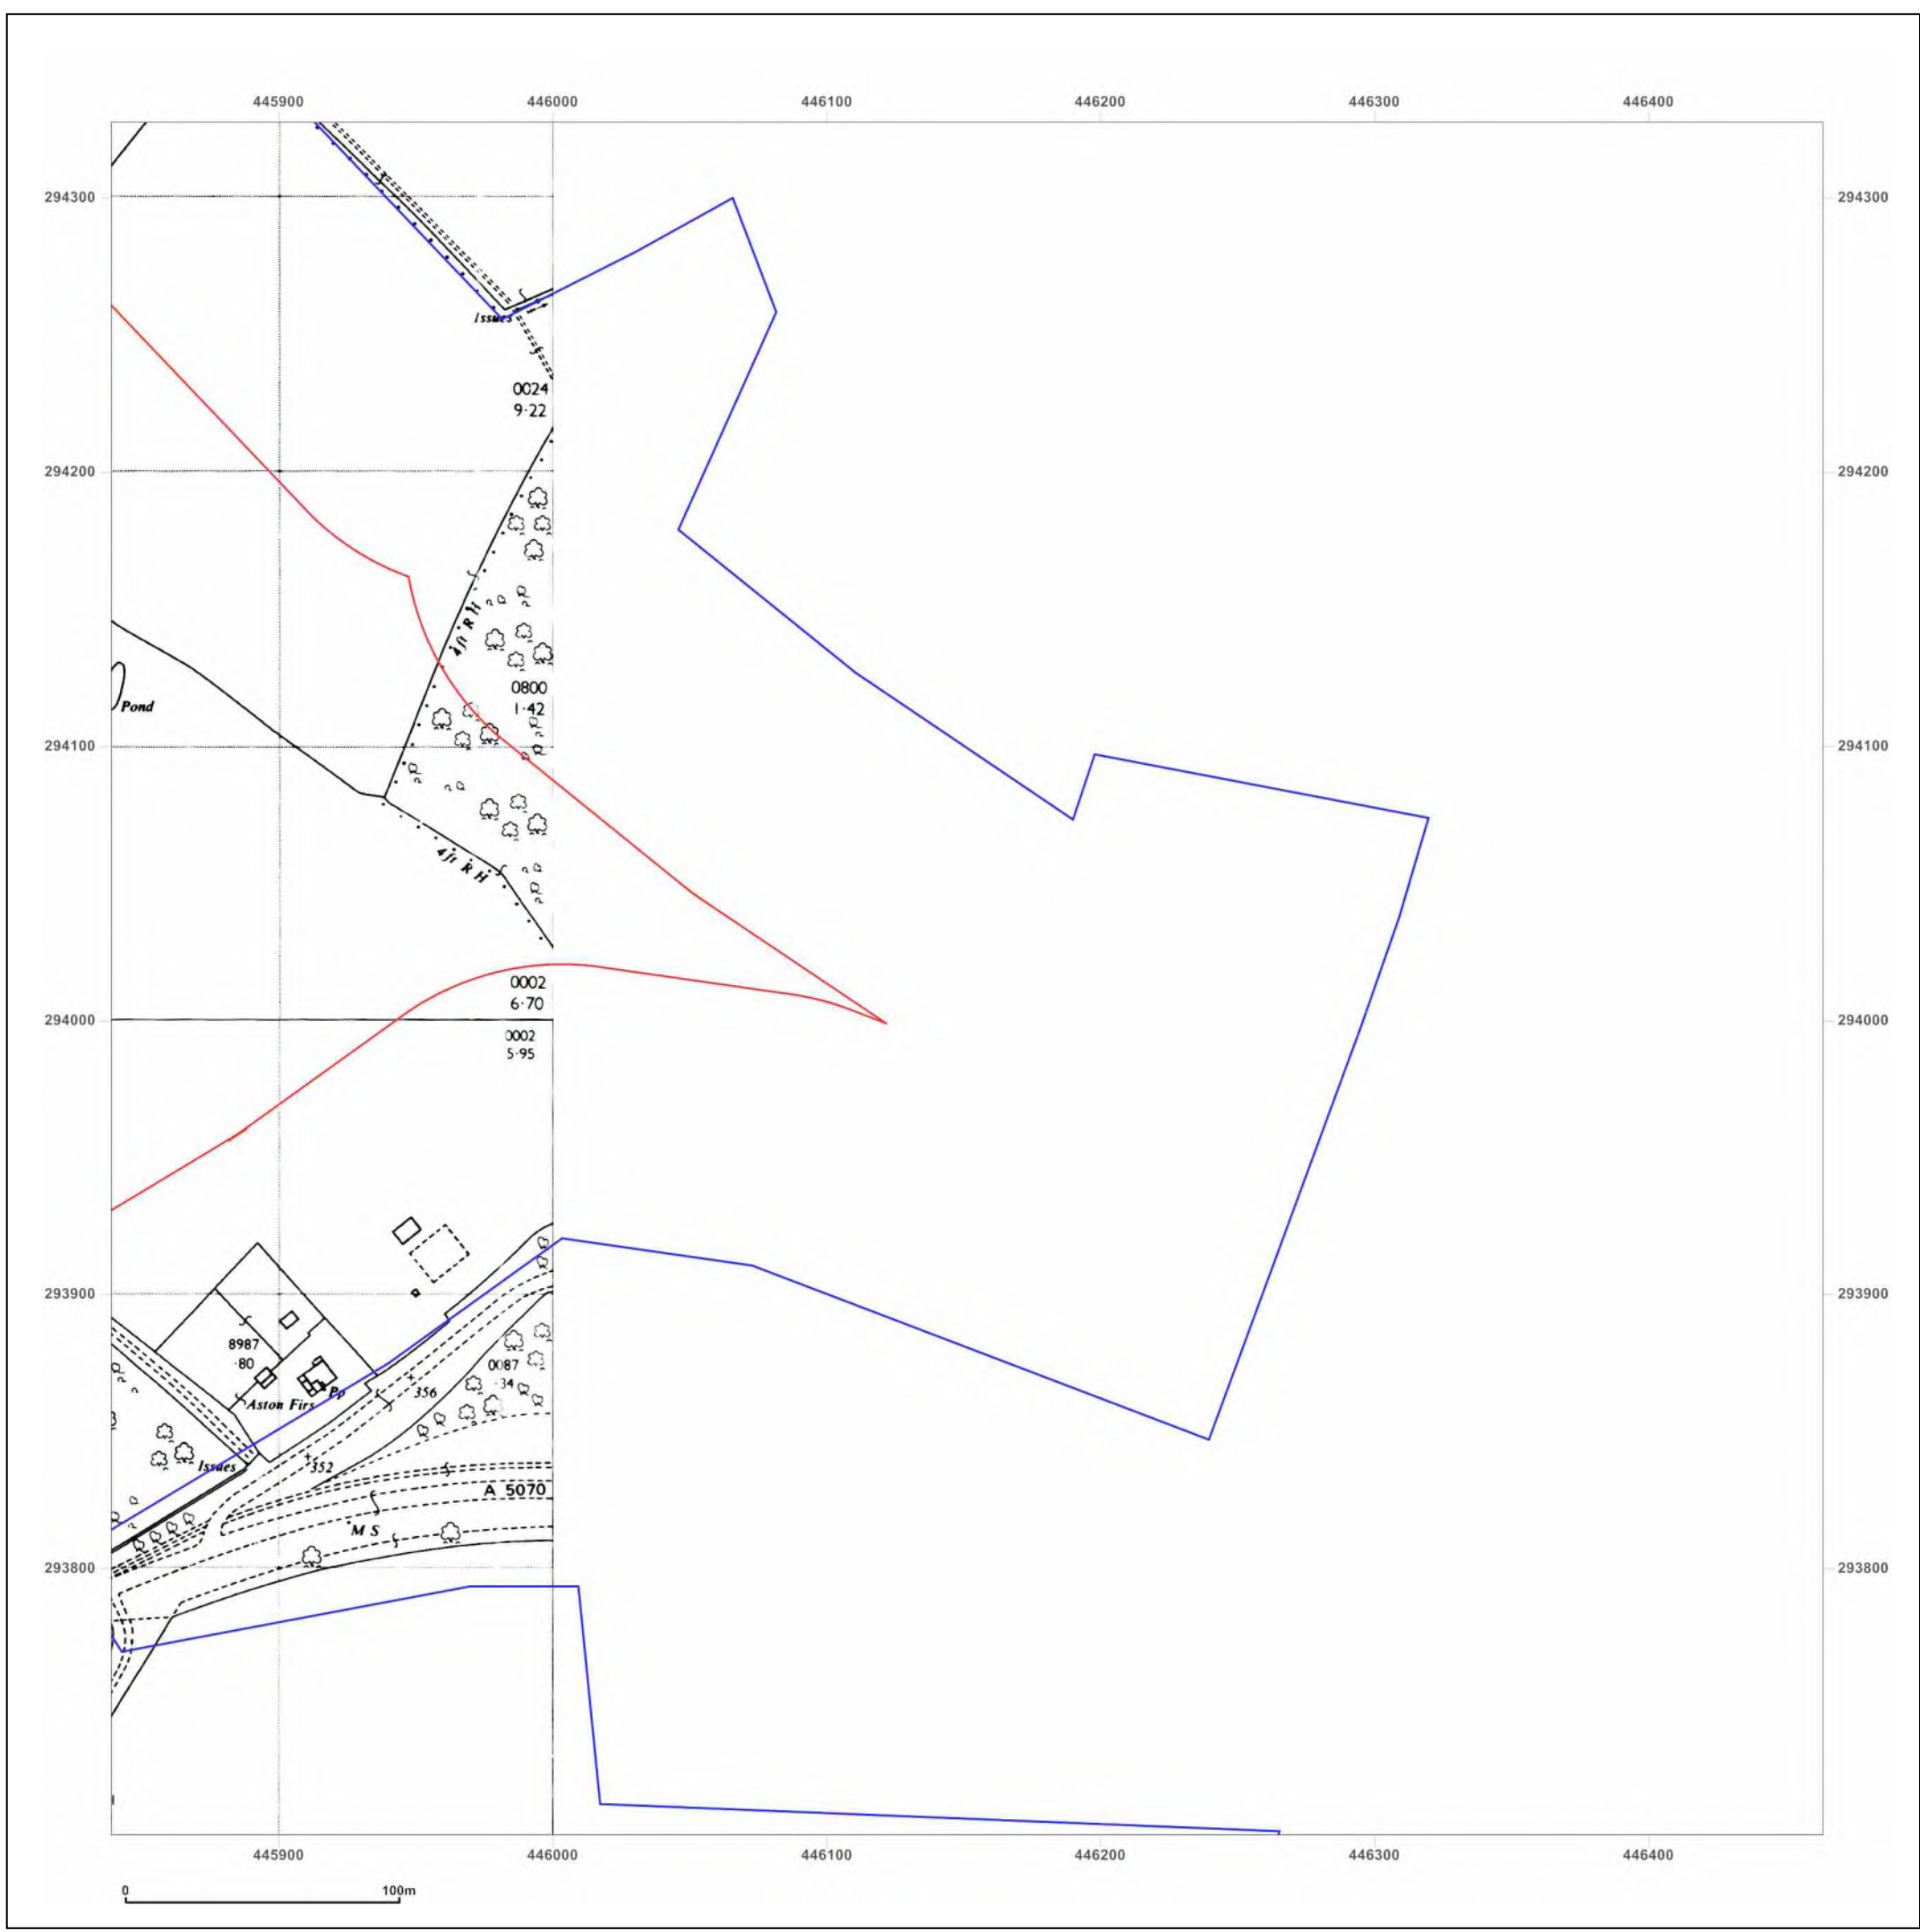 445900 446000 446100 446200 446300 446400
294300 294300
Issues
0024
9·22
294200 294200
4ft R H
0800
1·42
Pond
294100 294100
4ft R H
0002
6·70
294000 294000
0002
5·95
293900 293900
8987
·80
0087
·34
Pp
356
Aston Firs
Issues
352
A 5070
M S
293800 293800
445900 446000 446100 446200 446300 446400
0 100m